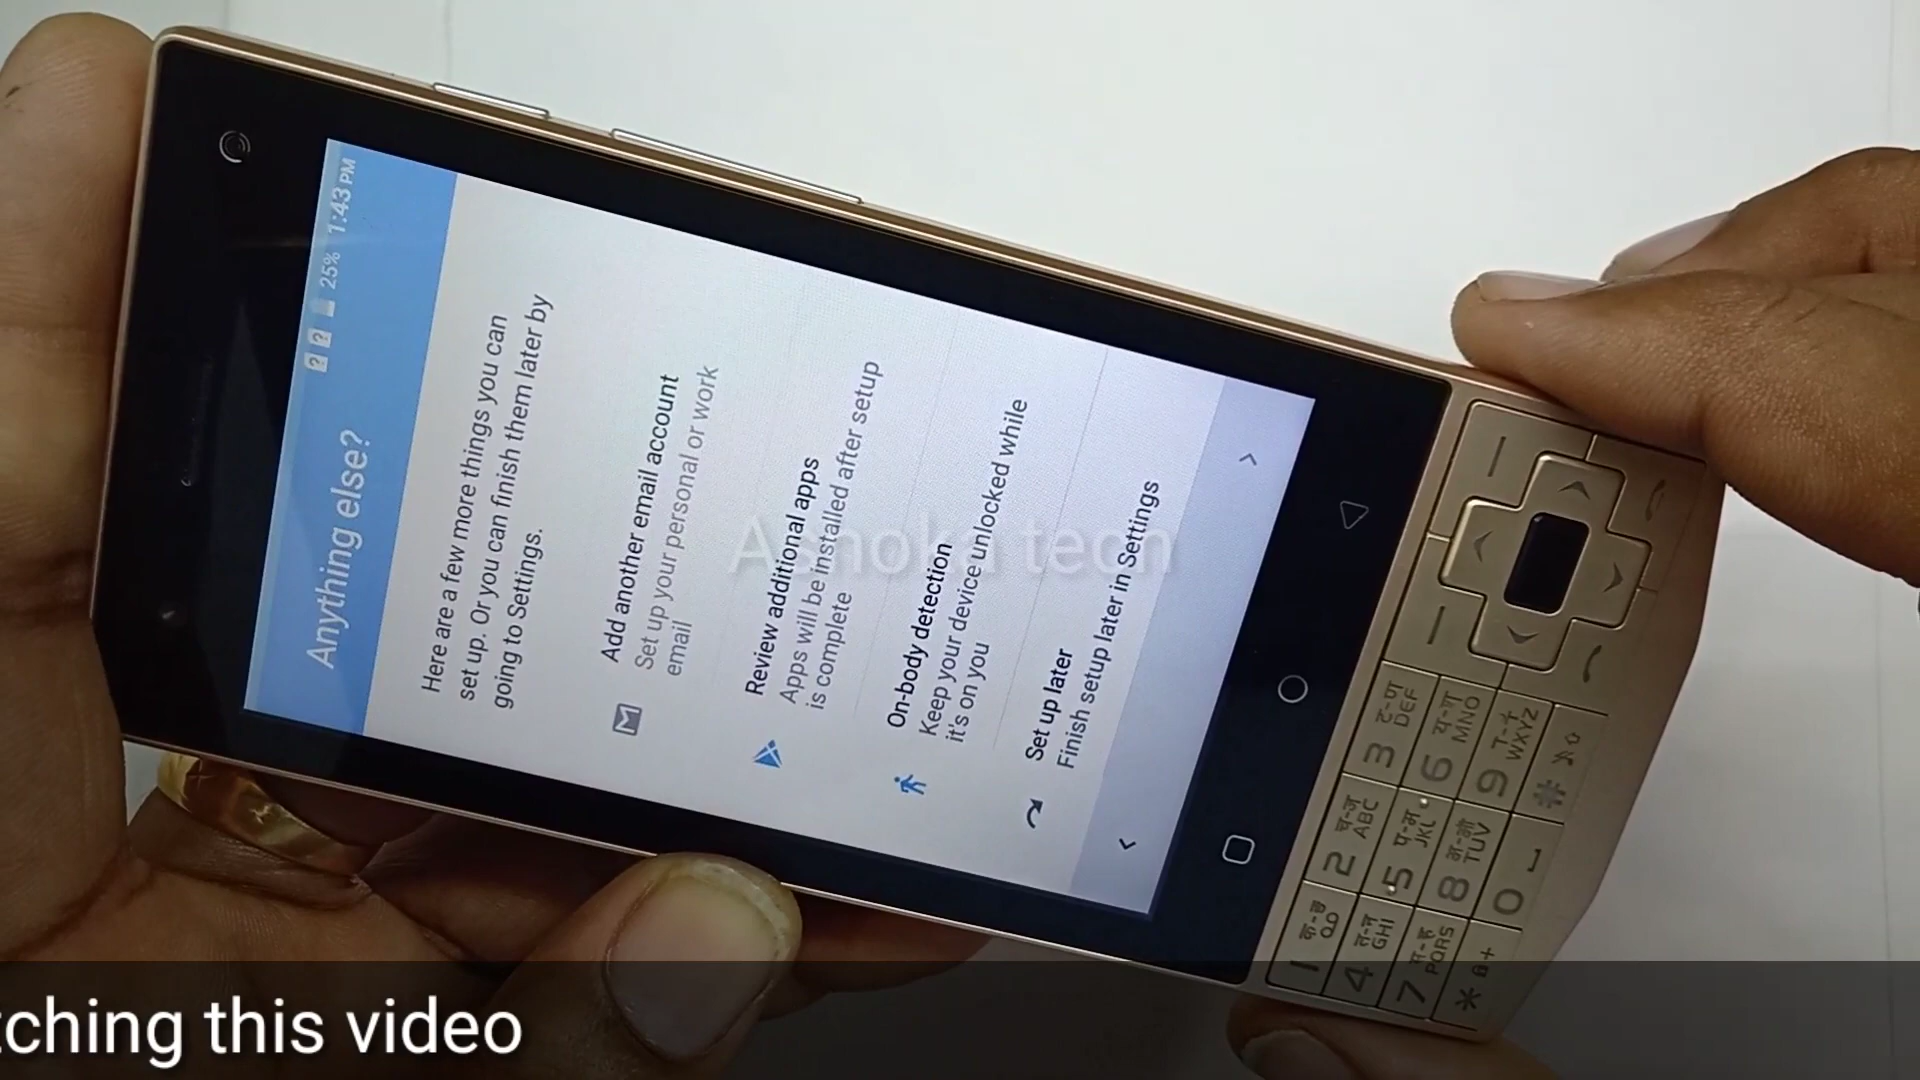 25% 1:43 PM
Anything else?
Here are a few more things you can
set up. Or you can finish them later by
going to Settings.
Add another email account
Set up your personal or work
email
Review additional apps
Apps will be installed after setup
is complete
On-body detection
Keep your device unlocked while
it's on you
Set up later
Finish setup later in Settings
Ashoka tech
1 क-छ
2 च-ञ ABC
3 ट-ण DEF
4 त-न GHI
5 प-म JKL
6 MNO
7 PQRS
8 TUV
9 WXYZ
* +
0
#
tching this video